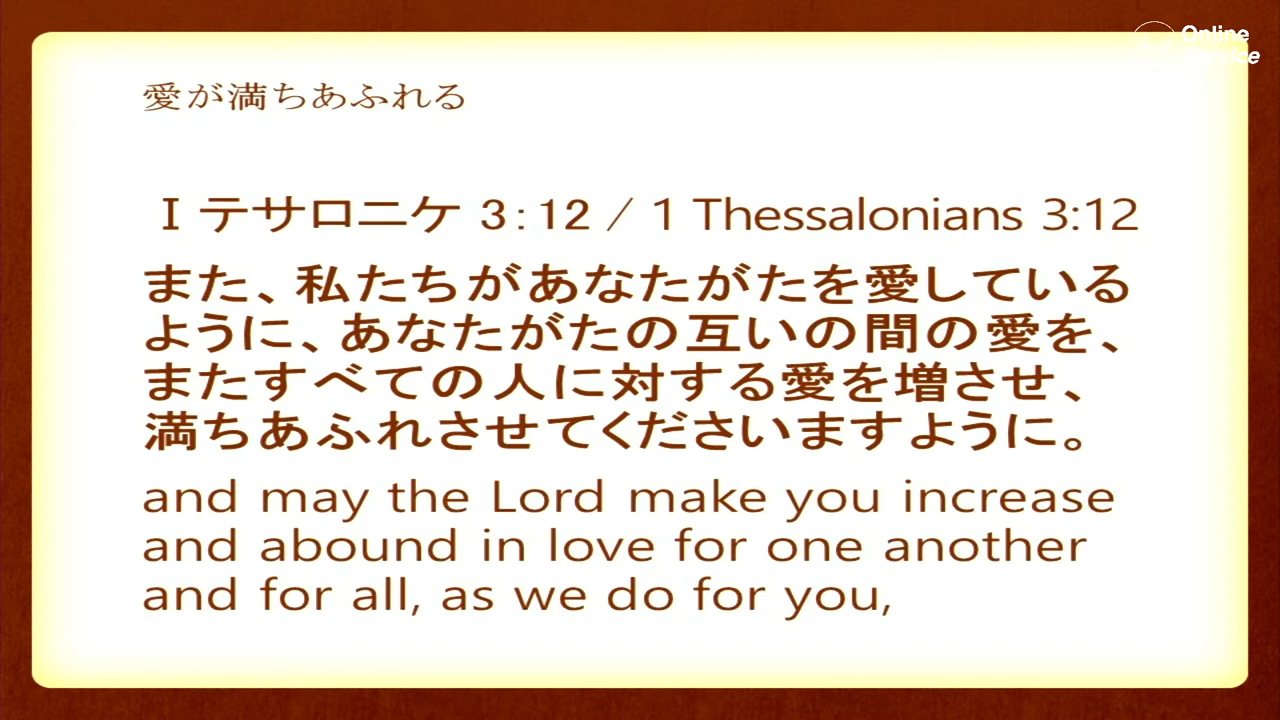 Online
Service
愛が満ちあふれる
Ⅰ テサロニケ 3：12 / 1 Thessalonians 3:12
また、私たちがあなたがたを愛している
ように、あなたがたの互いの間の愛を、
またすべての人に対する愛を増させ、
満ちあふれさせてくださいますように。
and may the Lord make you increase
and abound in love for one another
and for all, as we do for you,